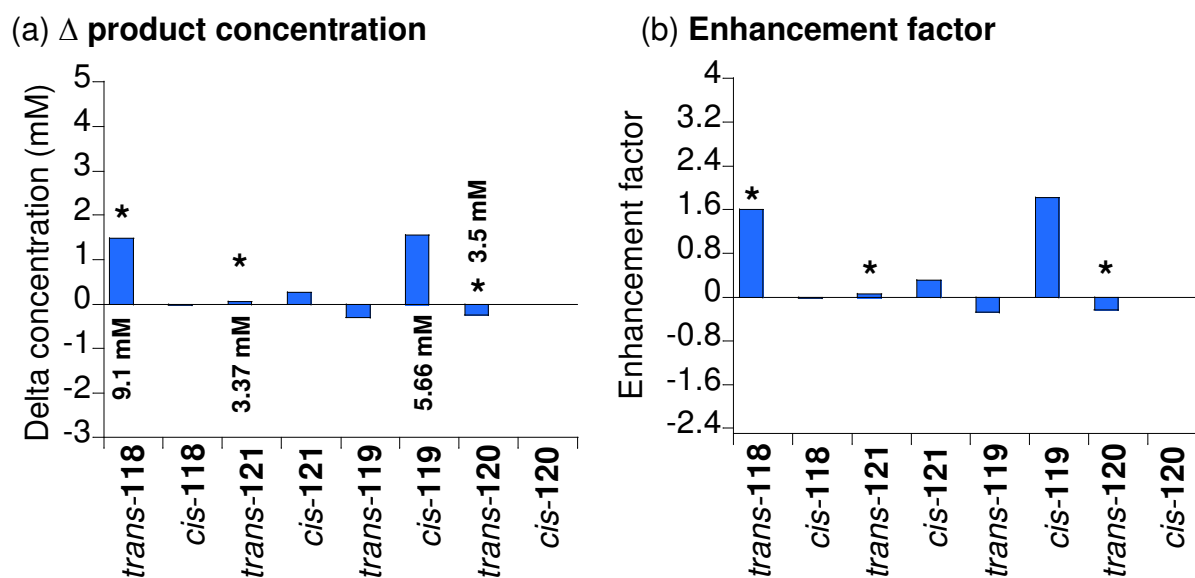 (a) Δ product concentration
Delta concentration (mM)
5
4
3
2
1
0
-1
-2
-3
*
*
*
9.1 mM
3.37 mM
5.66 mM
3.5 mM
trans-118
cis-118
trans-121
cis-121
trans-119
cis-119
trans-120
cis-120
(b) Enhancement factor
Enhancement factor
4
3.2
2.4
1.6
0.8
0
-0.8
-1.6
-2.4
*
*
*
trans-118
cis-118
trans-121
cis-121
trans-119
cis-119
trans-120
cis-120